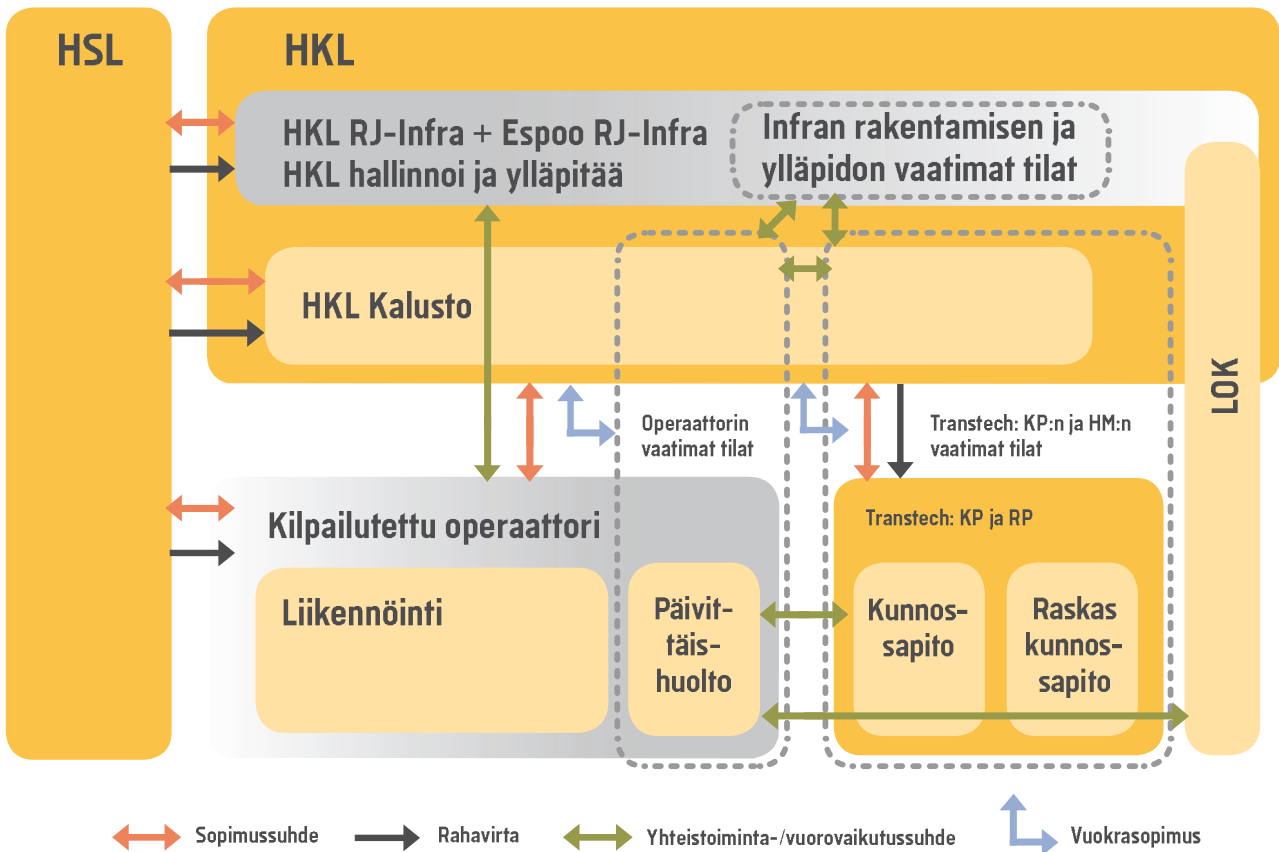 HSL
HKL
HKL RJ-Infra + Espoo RJ-Infra
HKL hallinnoi ja ylläpitää
Infran rakentamisen ja
ylläpidon vaatimat tilat
HKL Kalusto
LOK
Operaattorin
vaatimat tilat
Transtech: KP:n ja HM:n
vaatimat tilat
Kilpailutettu operaattori
Liikennöinti
Päivit-
täis-
huolto
Transtech: KP ja RP
Kunnos-
sapito
Raskas
kunnos-
sapito
Sopimussuhde
Rahavirta
Yhteistoiminta-/vuorovaikutussuhde
Vuokrasopimus